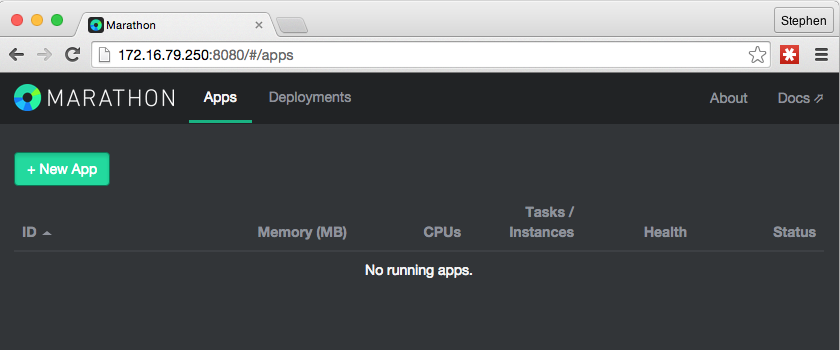 Marathon
Stephen
172.16.79.250:8080/#/apps
MARATHON Apps Deployments About Docs
+ New App
ID Memory (MB) CPUs Tasks / Instances Health Status
No running apps.